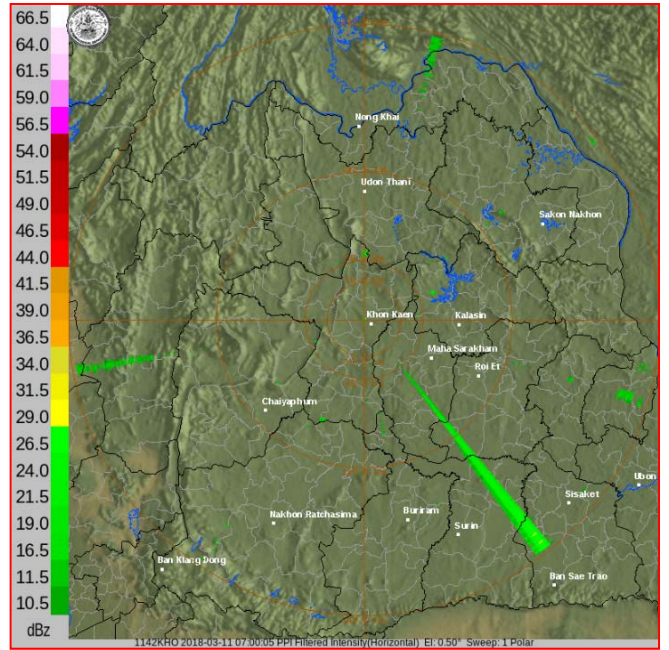 66.5
64.0
61.5
59.0
56.5
54.0
51.5
49.0
46.5
44.0
41.5
39.0
36.5
34.0
31.5
29.0
26.5
24.0
21.5
19.0
16.5
11.5
10.5
dBz
Nong Khai
Udon Thani
Sakon Nakhon
Khon Kaen
Kalasin
Maha Sarakham
Roi Et
Chaiyaphum
Ubon
Sisaket
Nakhon Ratchasima
Buriram
Surin
Ban Klang Dong
Ban Sae Trao
1142KHO 2018-03-11 07:00:05 PPI Filtered Intensity(Horizontal) El: 0.50° Sweep: 1 Polar